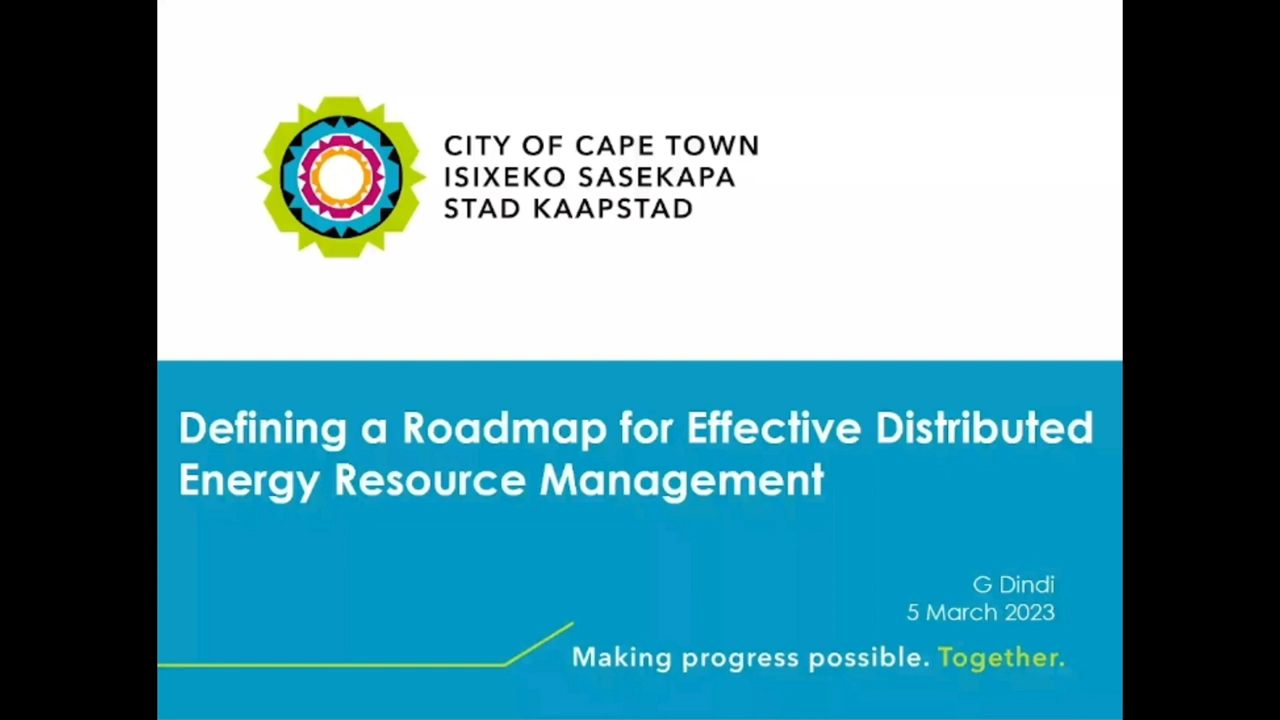 CITY OF CAPE TOWN
ISIXEKO SASEKAPA
STAD KAAPSTAD
Defining a Roadmap for Effective Distributed
Energy Resource Management
G Dindi
5 March 2023
Making progress possible. Together.